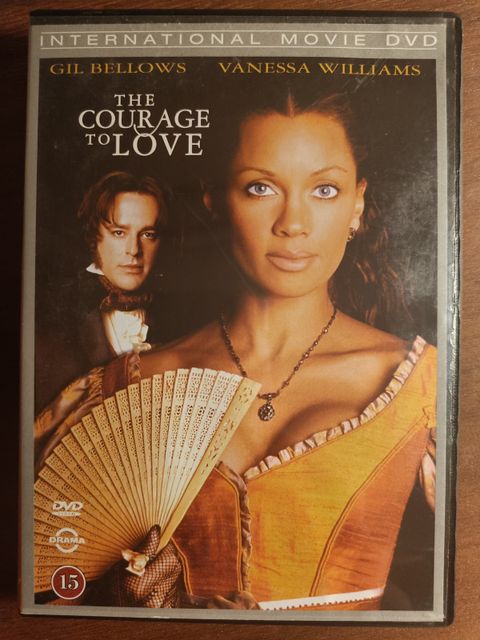 INTERNATIONAL MOVIE DVD
GIL BELLOWS VANESSA WILLIAMS
THE
COURAGE
TO LOVE
DVD
DRAMA
15